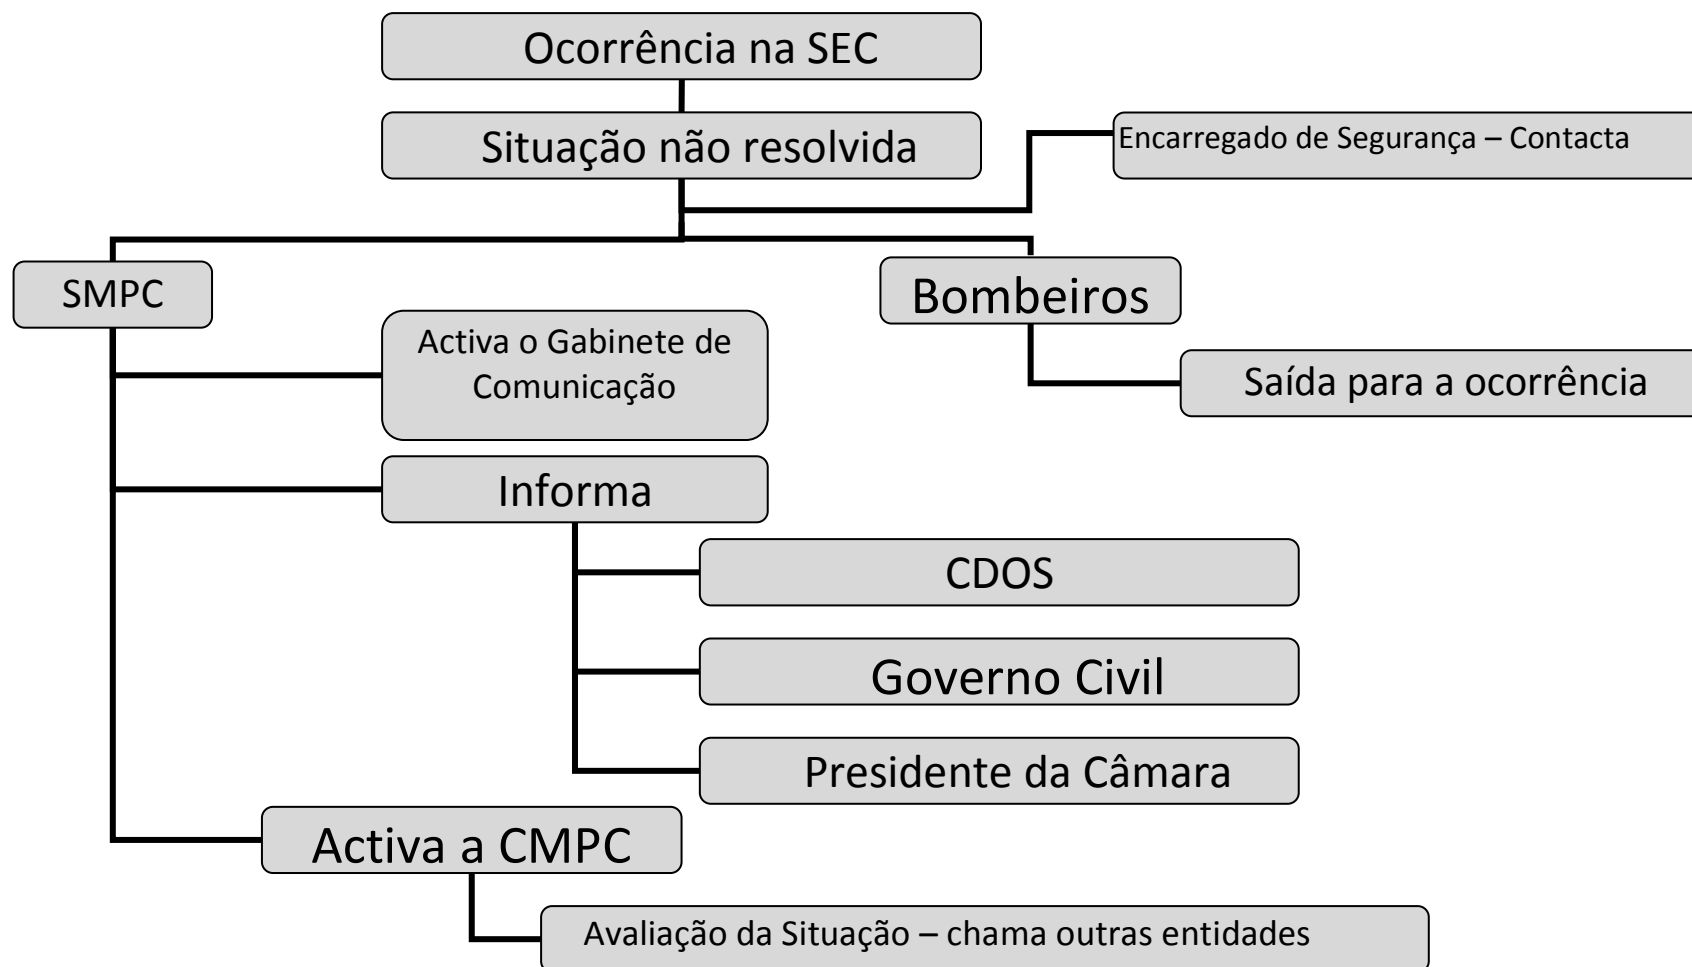 Ocorrência na SEC
Situação não resolvida
Encarregado de Segurança – Contacta
SMPC
Bombeiros
Activa o Gabinete de
Comunicação
Saída para a ocorrência
Informa
CDOS
Governo Civil
Presidente da Câmara
Activa a CMPC
Avaliação da Situação – chama outras entidades